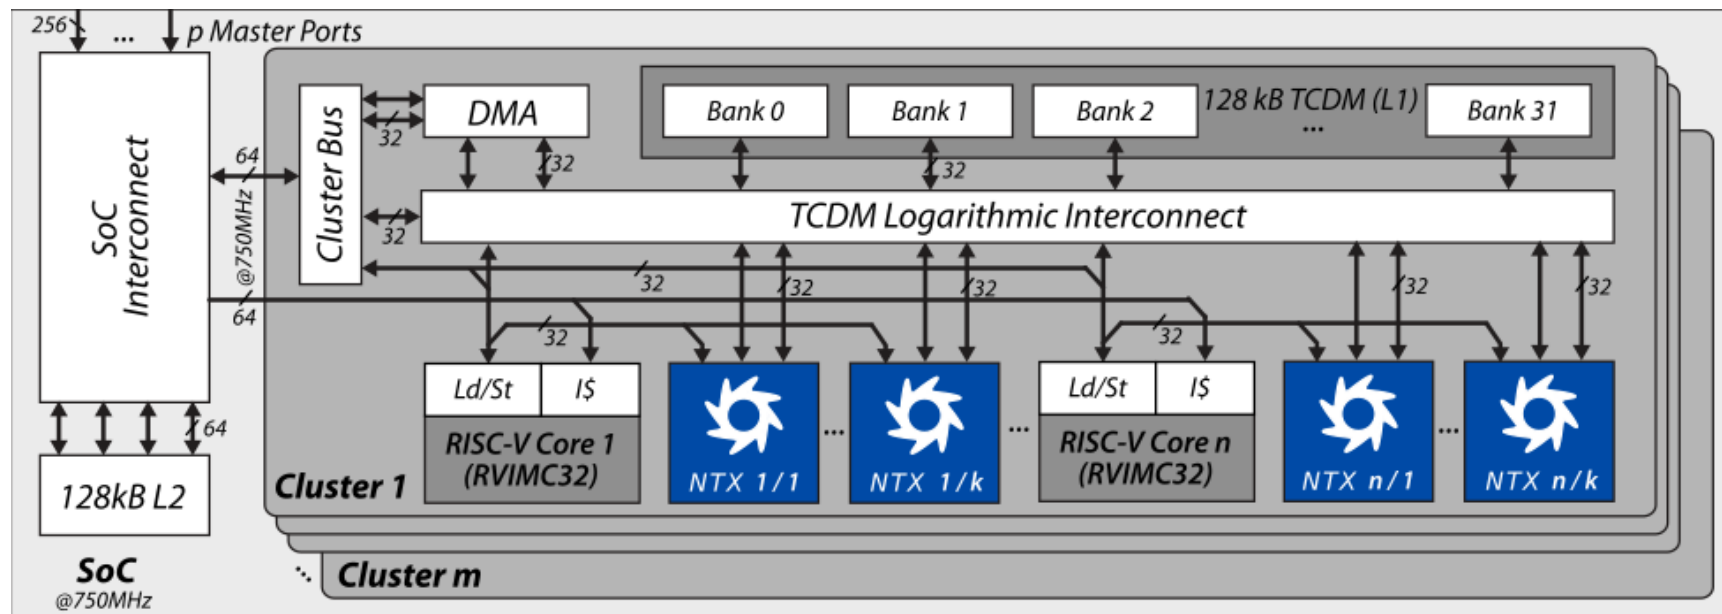 256
...
p Master Ports
SoC
Interconnect
64
@750MHz
64
64
128kB L2
SoC
@750MHz
Cluster Bus
32
DMA
32
32
Bank 0
Bank 1
Bank 2
128 kB TCDM (L1)
...
Bank 31
32
TCDM Logarithmic Interconnect
32
32
32
32
32
32
32
Ld/St
I$
RISC-V Core 1
(RVIMC32)
NTX 1/1
...
NTX 1/k
...
Ld/St
I$
RISC-V Core n
(RVIMC32)
NTX n/1
...
NTX n/k
Cluster 1
...
Cluster m